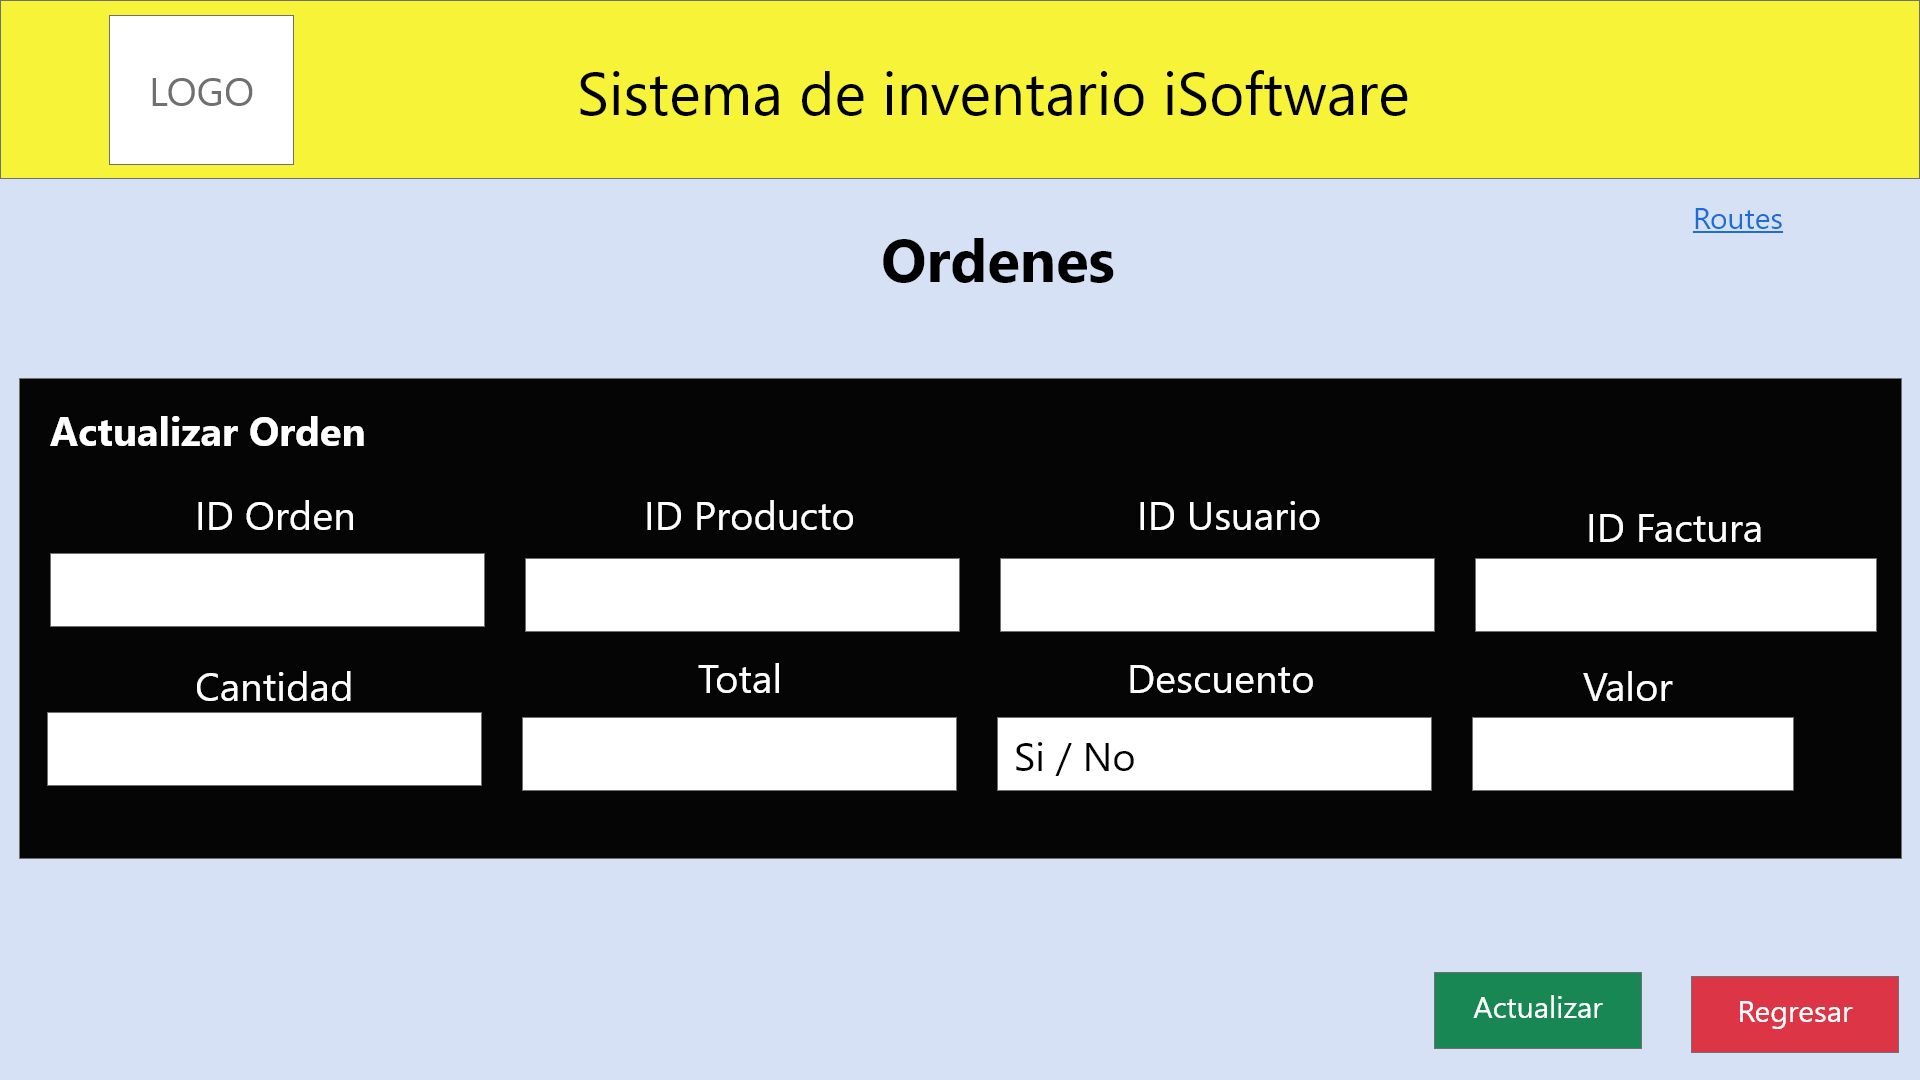 LOGO
Sistema de inventario iSoftware
Routes
Ordenes
Actualizar Orden
ID Orden
ID Producto
ID Usuario
ID Factura
Cantidad
Total
Descuento
Valor
Si / No
Actualizar
Regresar